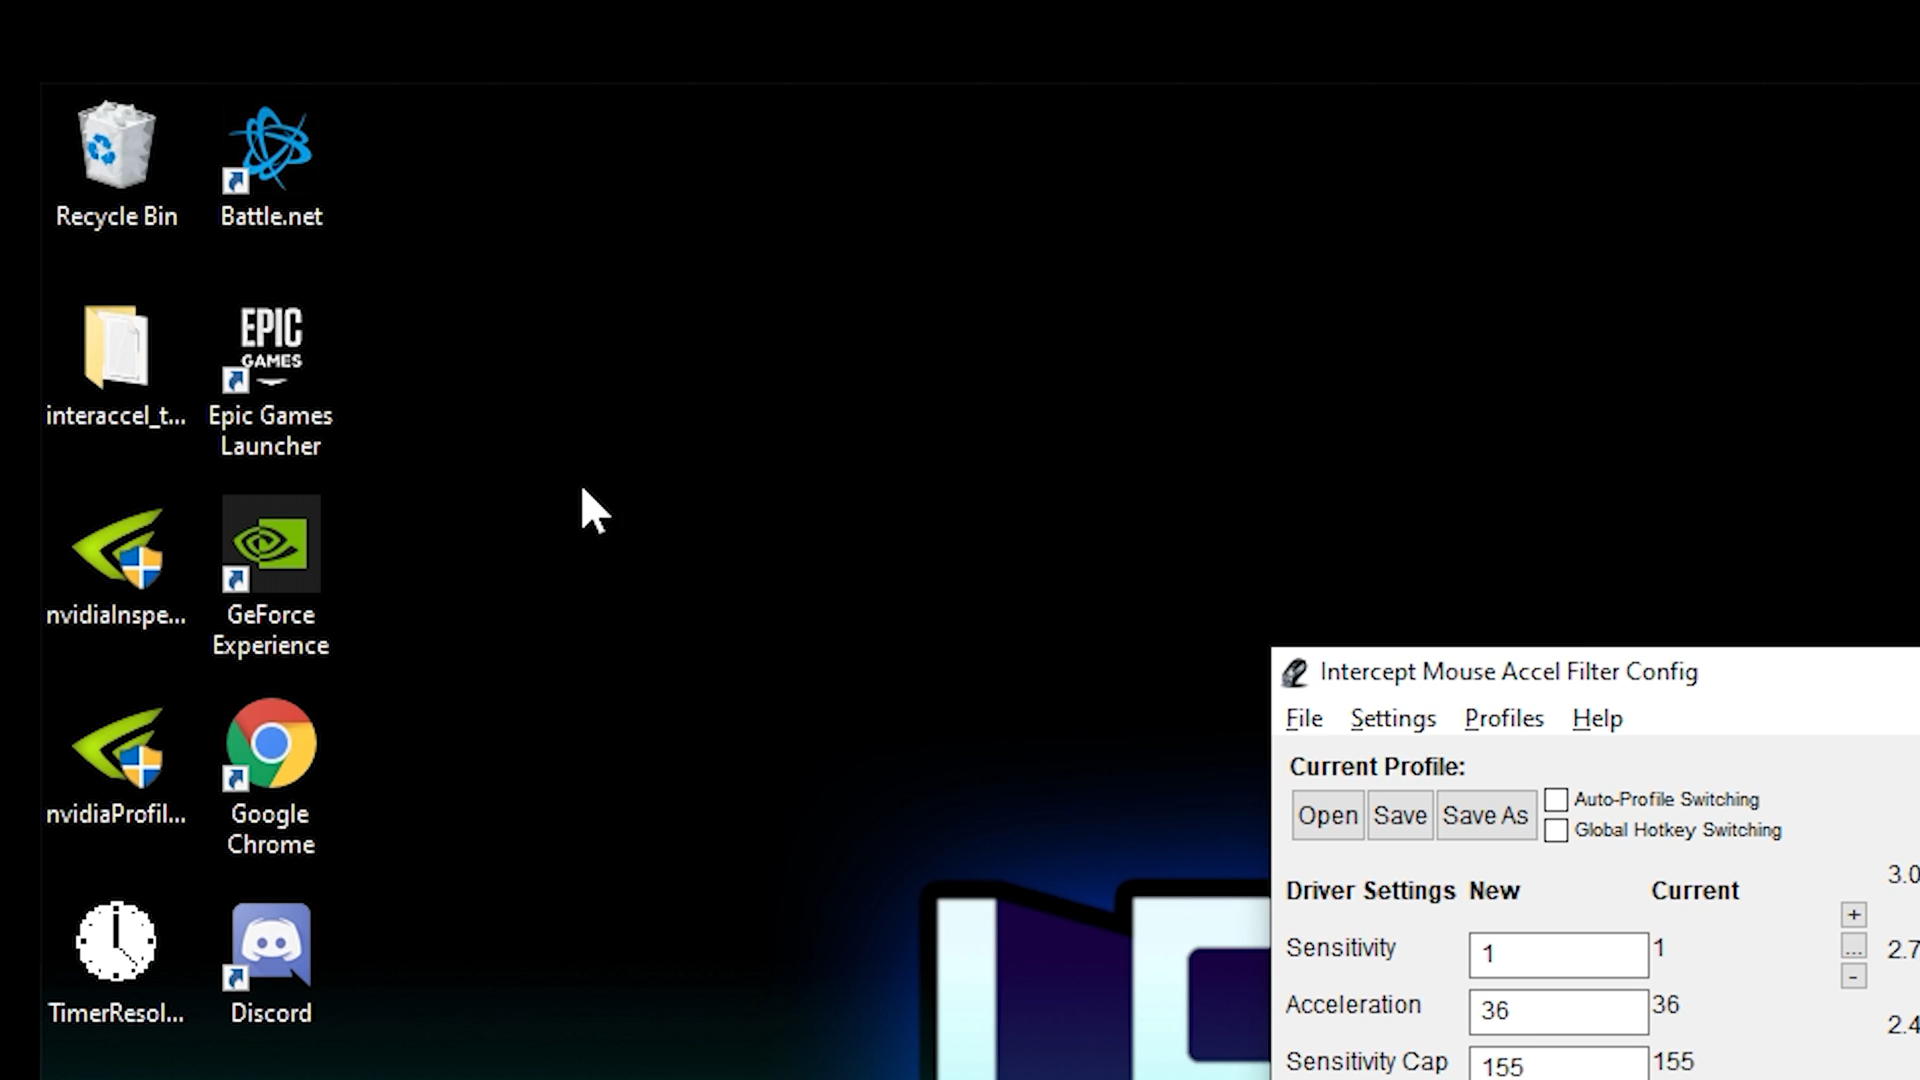 Recycle Bin
Battle.net
interaccel_t...
EPIC
GAMES
Epic Games
Launcher
nvidiaInspe...
GeForce
Experience
nvidiaProfil...
Google
Chrome
TimerResol...
Discord
Intercept Mouse Accel Filter Config
File Settings Profiles Help
Current Profile:
Open Save Save As
Auto-Profile Switching
Global Hotkey Switching
Driver Settings New Current
Sensitivity 1 1
Acceleration 36 36
Sensitivity Cap 155 155
+
...
-
3.0
2.7
2.4